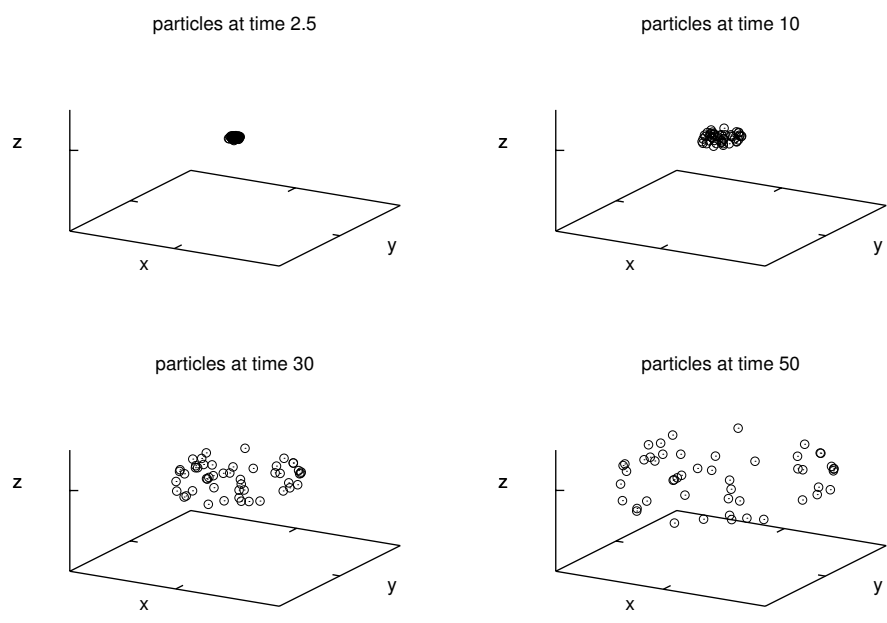 particles at time 2.5
z
x
y
particles at time 10
z
x
y
particles at time 30
z
x
y
particles at time 50
z
x
y